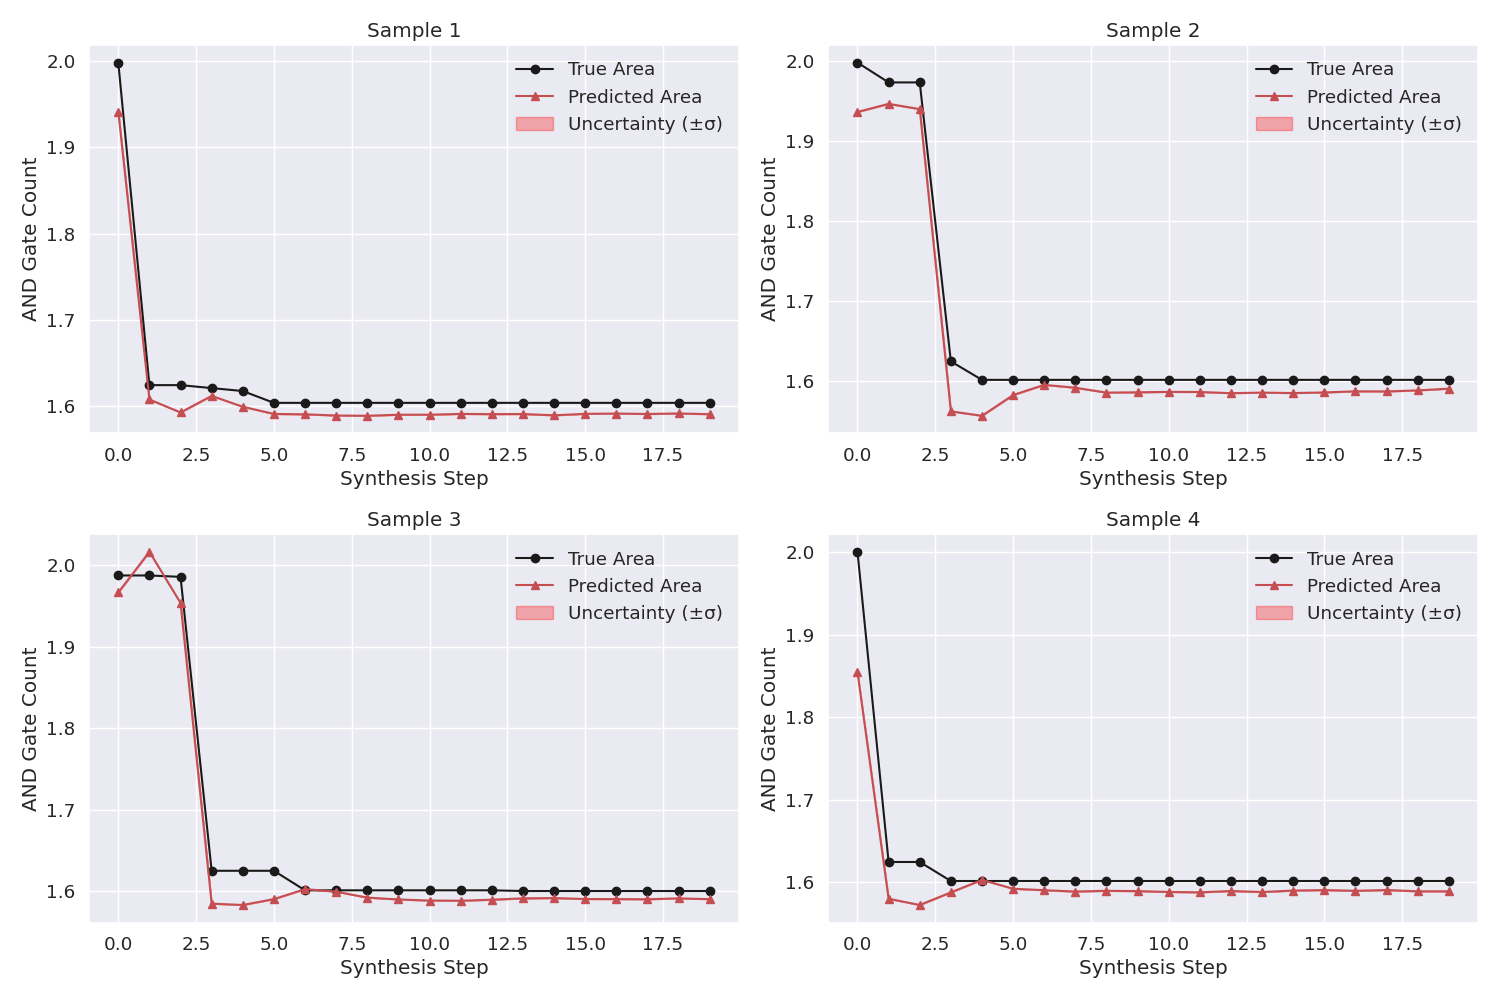 Sample 1
2.0
1.9
1.8
1.7
1.6
AND Gate Count
True Area
Predicted Area
Uncertainty (±σ)
0.0 2.5 5.0 7.5 10.0 12.5 15.0 17.5
Synthesis Step
Sample 2
2.0
1.9
1.8
1.7
1.6
AND Gate Count
True Area
Predicted Area
Uncertainty (±σ)
0.0 2.5 5.0 7.5 10.0 12.5 15.0 17.5
Synthesis Step
Sample 3
2.0
1.9
1.8
1.7
1.6
AND Gate Count
True Area
Predicted Area
Uncertainty (±σ)
0.0 2.5 5.0 7.5 10.0 12.5 15.0 17.5
Synthesis Step
Sample 4
2.0
1.9
1.8
1.7
1.6
AND Gate Count
True Area
Predicted Area
Uncertainty (±σ)
0.0 2.5 5.0 7.5 10.0 12.5 15.0 17.5
Synthesis Step